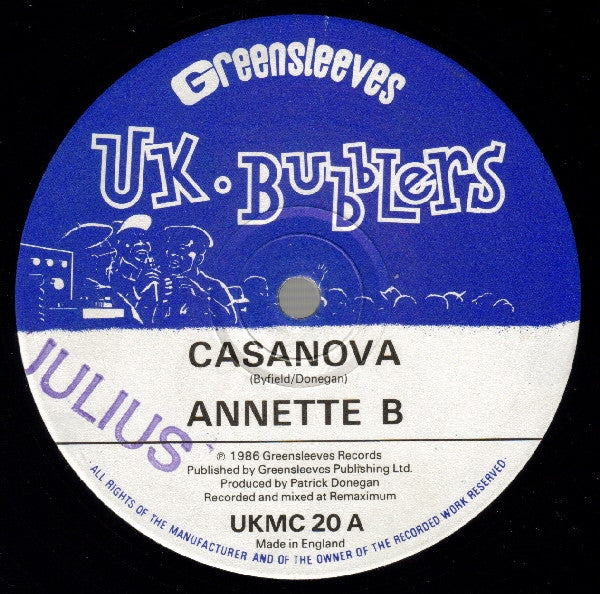 Greensleeves
UK·BUBBLERS
CASANOVA
(Byfield/Donegan)
ANNETTE B
JULIUS
℗ 1986 Greensleeves Records
Published by Greensleeves Publishing Ltd.
Produced by Patrick Donegan
Recorded and mixed at Remaximum
UKMC 20 A
Made in England
·ALL RIGHTS OF THE MANUFACTURER AND OF THE OWNER OF THE RECORDED WORK RESERVED·